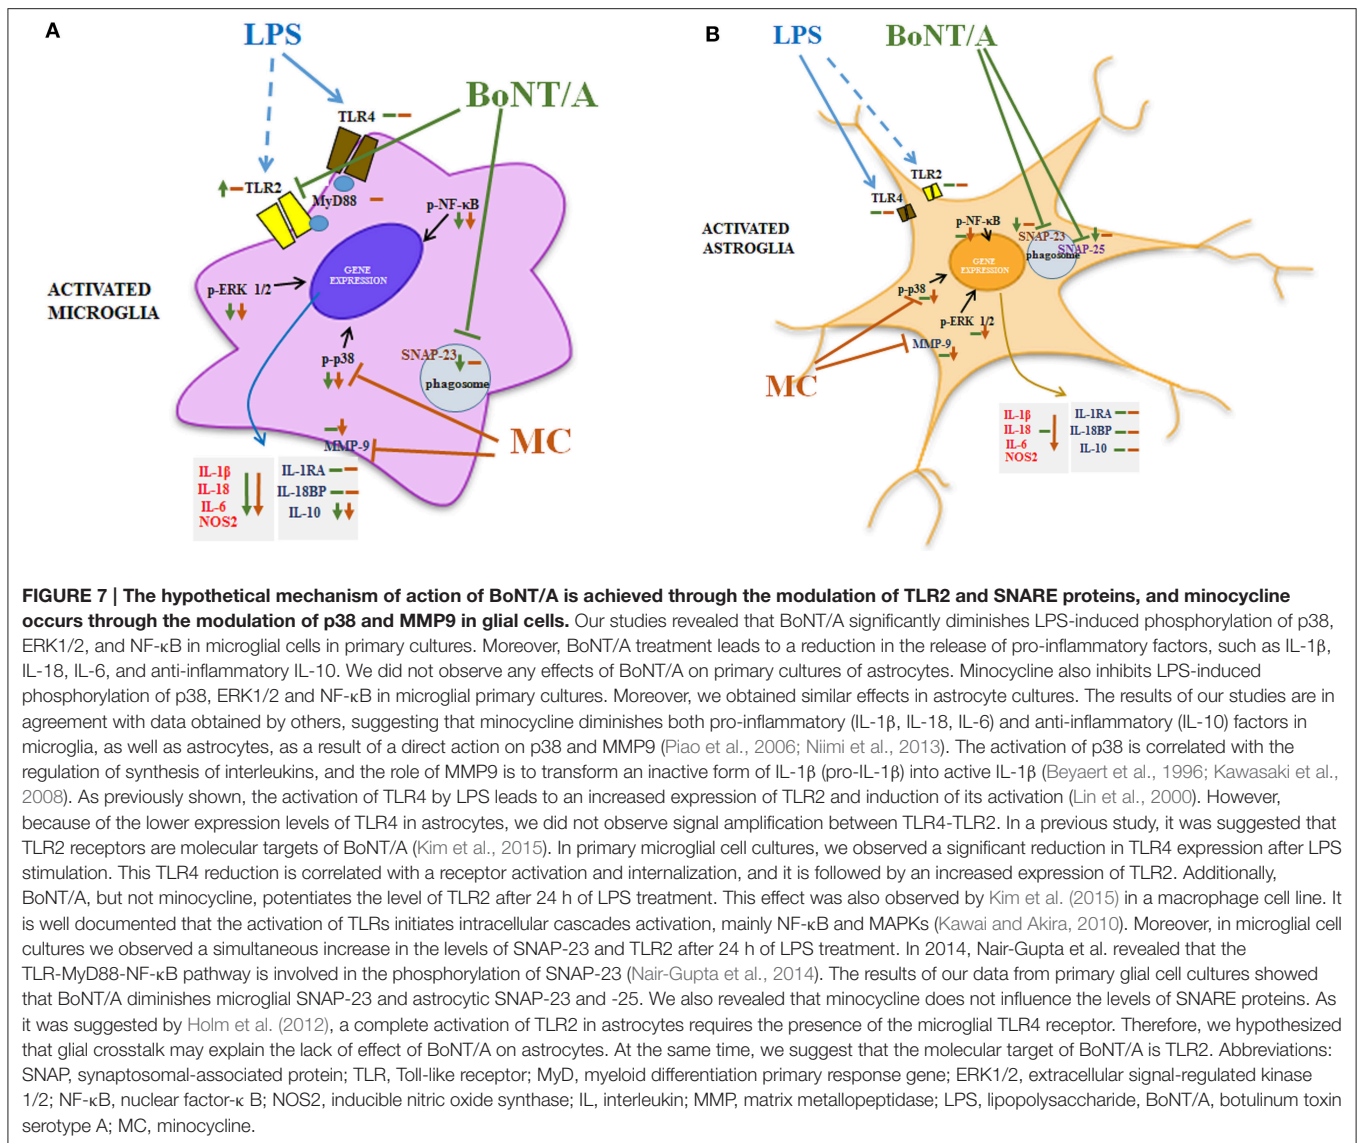 A
LPS
BoNT/A
TLR4
TLR2
MyD88
p-NF-κB
GENE
EXPRESSION
p-ERK 1/2
ACTIVATED
MICROGLIA
p-p38
SNAP-23
phagosome
MC
MMP-9
IL-1β
IL-18
IL-6
NOS2
IL-1RA
IL-18BP
IL-10
B
LPS
BoNT/A
TLR2
TLR4
ACTIVATED
ASTROGLIA
p-NF-κB
SNAP-23
SNAP-25
phagosome
GENE
EXPRESSION
p-p38
p-ERK 1/2
MMP-9
MC
IL-1β
IL-18
IL-6
NOS2
IL-1RA
IL-18BP
IL-10
FIGURE 7 | The hypothetical mechanism of action of BoNT/A is achieved through the modulation of TLR2 and SNARE proteins, and minocycline
occurs through the modulation of p38 and MMP9 in glial cells. Our studies revealed that BoNT/A significantly diminishes LPS-induced phosphorylation of p38,
ERK1/2, and NF-κB in microglial cells in primary cultures. Moreover, BoNT/A treatment leads to a reduction in the release of pro-inflammatory factors, such as IL-1β,
IL-18, IL-6, and anti-inflammatory IL-10. We did not observe any effects of BoNT/A on primary cultures of astrocytes. Minocycline also inhibits LPS-induced
phosphorylation of p38, ERK1/2 and NF-κB in microglial primary cultures. Moreover, we obtained similar effects in astrocyte cultures. The results of our studies are in
agreement with data obtained by others, suggesting that minocycline diminishes both pro-inflammatory (IL-1β, IL-18, IL-6) and anti-inflammatory (IL-10) factors in
microglia, as well as astrocytes, as a result of a direct action on p38 and MMP9 (Piao et al., 2006; Niimi et al., 2013). The activation of p38 is correlated with the
regulation of synthesis of interleukins, and the role of MMP9 is to transform an inactive form of IL-1β (pro-IL-1β) into active IL-1β (Beyaert et al., 1996; Kawasaki et al.,
2008). As previously shown, the activation of TLR4 by LPS leads to an increased expression of TLR2 and induction of its activation (Lin et al., 2000). However,
because of the lower expression levels of TLR4 in astrocytes, we did not observe signal amplification between TLR4-TLR2. In a previous study, it was suggested that
TLR2 receptors are molecular targets of BoNT/A (Kim et al., 2015). In primary microglial cell cultures, we observed a significant reduction in TLR4 expression after LPS
stimulation. This TLR4 reduction is correlated with a receptor activation and internalization, and it is followed by an increased expression of TLR2. Additionally,
BoNT/A, but not minocycline, potentiates the level of TLR2 after 24 h of LPS treatment. This effect was also observed by Kim et al. (2015) in a macrophage cell line. It
is well documented that the activation of TLRs initiates intracellular cascades activation, mainly NF-κB and MAPKs (Kawai and Akira, 2010). Moreover, in microglial cell
cultures we observed a simultaneous increase in the levels of SNAP-23 and TLR2 after 24 h of LPS treatment. In 2014, Nair-Gupta et al. revealed that the
TLR-MyD88-NF-κB pathway is involved in the phosphorylation of SNAP-23 (Nair-Gupta et al., 2014). The results of our data from primary glial cell cultures showed
that BoNT/A diminishes microglial SNAP-23 and astrocytic SNAP-23 and -25. We also revealed that minocycline does not influence the levels of SNARE proteins. As
it was suggested by Holm et al. (2012), a complete activation of TLR2 in astrocytes requires the presence of the microglial TLR4 receptor. Therefore, we hypothesized
that glial crosstalk may explain the lack of effect of BoNT/A on astrocytes. At the same time, we suggest that the molecular target of BoNT/A is TLR2. Abbreviations:
SNAP, synaptosomal-associated protein; TLR, Toll-like receptor; MyD, myeloid differentiation primary response gene; ERK1/2, extracellular signal-regulated kinase
1/2; NF-κB, nuclear factor-κ B; NOS2, inducible nitric oxide synthase; IL, interleukin; MMP, matrix metallopeptidase; LPS, lipopolysaccharide, BoNT/A, botulinum toxin
serotype A; MC, minocycline.